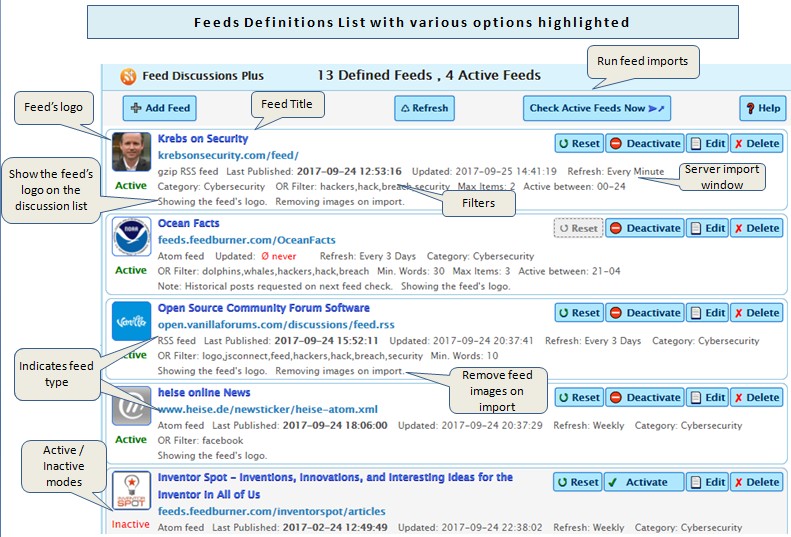 Feeds Definitions List with various options highlighted
Run feed imports
Feed Discussions Plus 13 Defined Feeds , 4 Active Feeds
Feed's logo
Feed Title
Add Feed Refresh Check Active Feeds Now Help
Krebs on Security Reset Deactivate Edit Delete
krebsonsecurity.com/feed/
gzip RSS feed Last Published: 2017-09-24 12:53:16 Updated: 2017-09-25 14:41:19 Refresh: Every Minute
Server import
window
Show the feed's
logo on the
discussion list
Active Category: Cybersecurity OR Filter: hackers,hack,breach,security Max Items: 2 Active between: 00-24
Showing the feed's logo. Removing images on import.
Filters
Ocean Facts Reset Deactivate Edit Delete
NOAA
feeds.feedburner.com/OceanFacts
Atom feed Updated: Ø never Refresh: Every 3 Days Category: Cybersecurity
Active OR Filter: dolphins,whales,hackers,hack,breach Min. Words: 30 Max Items: 3 Active between: 21-04
Note: Historical posts requested on next feed check. Showing the feed's logo.
Open Source Community Forum Software Reset Deactivate Edit Delete
Vanilla
open.vanillaforums.com/discussions/feed.rss
RSS feed Last Published: 2017-09-24 15:52:11 Updated: 2017-09-24 20:37:41 Refresh: Every 3 Days Category: Cybersecurity
Active OR Filter: logo,jsconnect,feed,hackers,hack,breach,security Min. Words: 10
Showing the feed's logo. Removing images on import.
Indicates feed
type
Remove feed
images on
import
heise online News Reset Deactivate Edit Delete
www.heise.de/newsticker/heise-atom.xml
Atom feed Last Published: 2017-09-24 18:06:00 Updated: 2017-09-24 20:37:29 Refresh: Weekly Category: Cybersecurity
Active OR Filter: facebook
Showing the feed's logo.
Active /
Inactive
modes
Inventor Spot - Inventions, Innovations, and Interesting Ideas for the Reset Activate Edit Delete
Inventor In All of Us
INVENTOR
SPOT
feeds.feedburner.com/inventorspot/articles
Inactive Atom feed Last Published: 2017-02-24 12:49:49 Updated: 2017-09-24 22:38:02 Refresh: Weekly Category: Cybersecurity